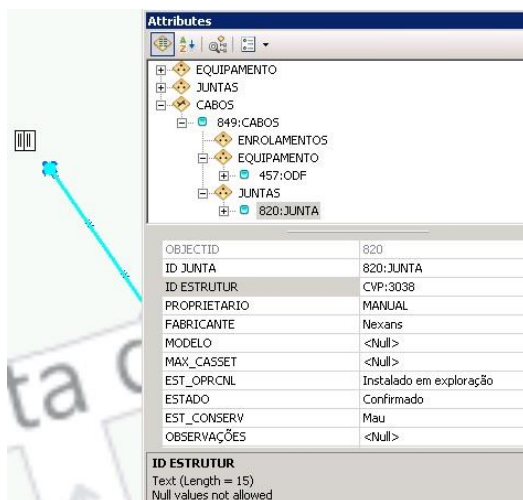 Attributes
EQUIPAMENTO
JUNTAS
CABOS
849:CABOS
ENROLAMENTOS
EQUIPAMENTO
457:ODF
JUNTAS
820:JUNTA
OBJECTID 820
ID JUNTA 820:JUNTA
ID ESTRUTUR CVP:3038
PROPRIETARIO MANUAL
FABRICANTE Nexans
MODELO <Null>
MAX_CASSET <Null>
EST_OPRCNL Instalado em exploração
ESTADO Confirmado
EST_CONSERV Mau
OBSERVAÇÕES <Null>
ID ESTRUTUR
Text (Length = 15)
Null values not allowed